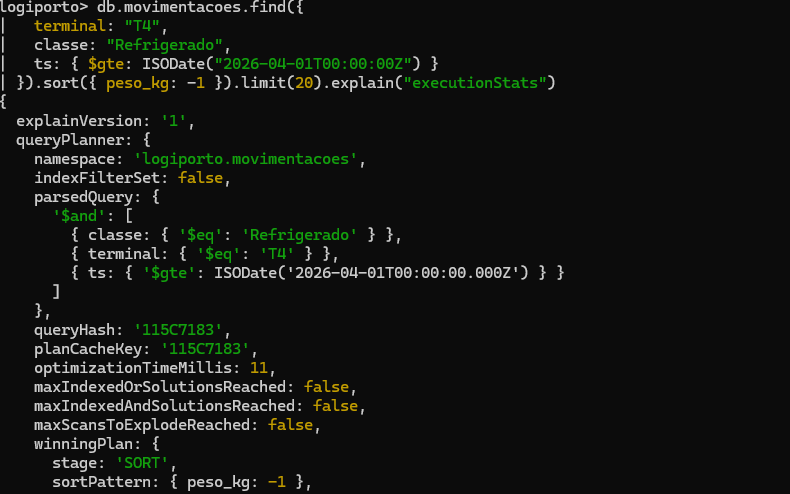 logiporto> db.movimentacoes.find({
|   terminal: "T4",
|   classe: "Refrigerado",
|   ts: { $gte: ISODate("2026-04-01T00:00:00Z") }
| }).sort({ peso_kg: -1 }).limit(20).explain("executionStats")
{
  explainVersion: '1',
  queryPlanner: {
    namespace: 'logiporto.movimentacoes',
    indexFilterSet: false,
    parsedQuery: {
      '$and': [
        { classe: { '$eq': 'Refrigerado' } },
        { terminal: { '$eq': 'T4' } },
        { ts: { '$gte': ISODate('2026-04-01T00:00:00.000Z') } }
      ]
    },
    queryHash: '115C7183',
    planCacheKey: '115C7183',
    optimizationTimeMillis: 11,
    maxIndexedOrSolutionsReached: false,
    maxIndexedAndSolutionsReached: false,
    maxScansToExplodeReached: false,
    winningPlan: {
      stage: 'SORT',
      sortPattern: { peso_kg: -1 },